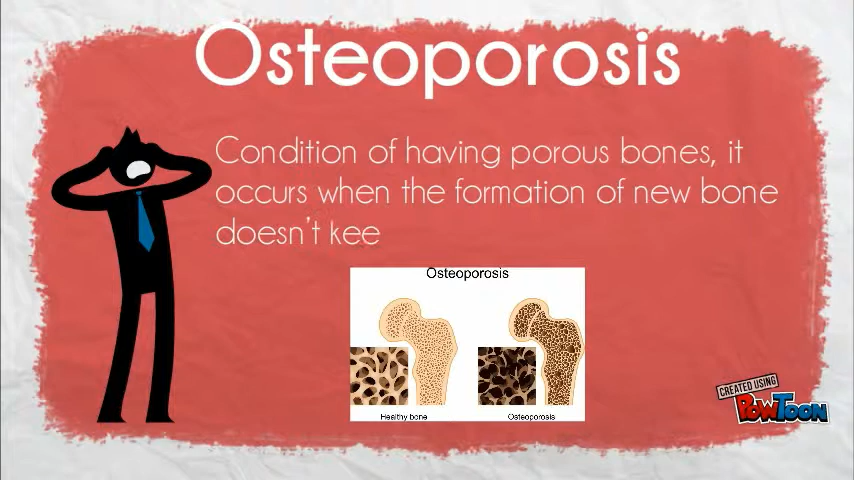 Osteoporosis
Condition of having porous bones, it
occurs when the formation of new bone
doesn't kee
Osteoporosis
Healthy bone
Osteoporosis
CREATED USING
POWTOON